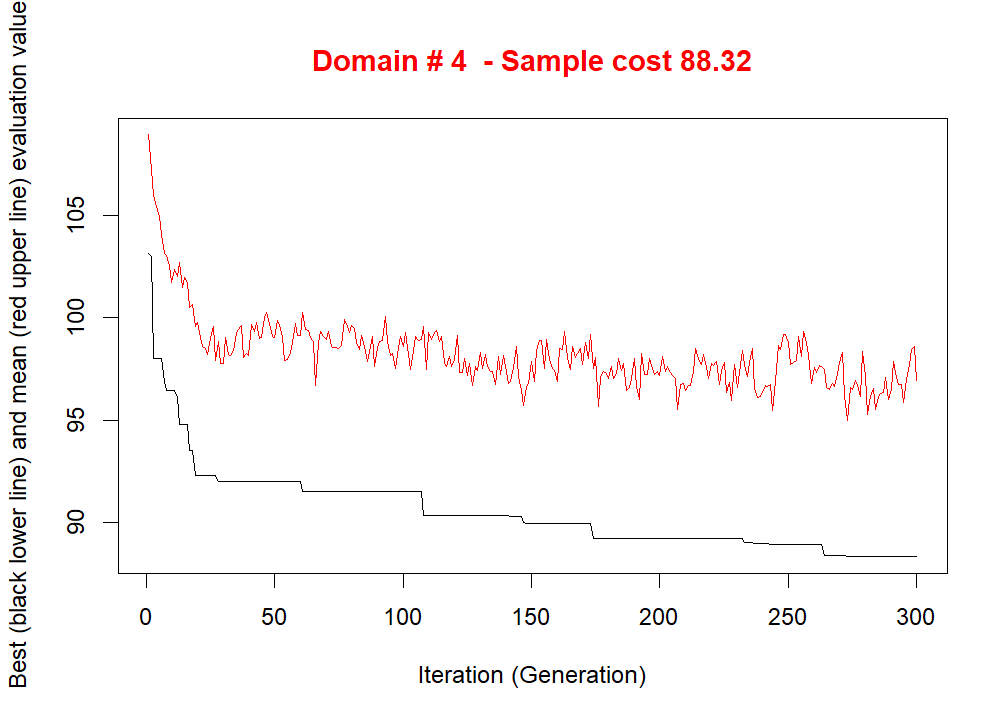 Domain # 4  - Sample cost 88.32
Best (black lower line) and mean (red upper line) evaluation value
105
100
95
90
0 50 100 150 200 250 300
Iteration (Generation)